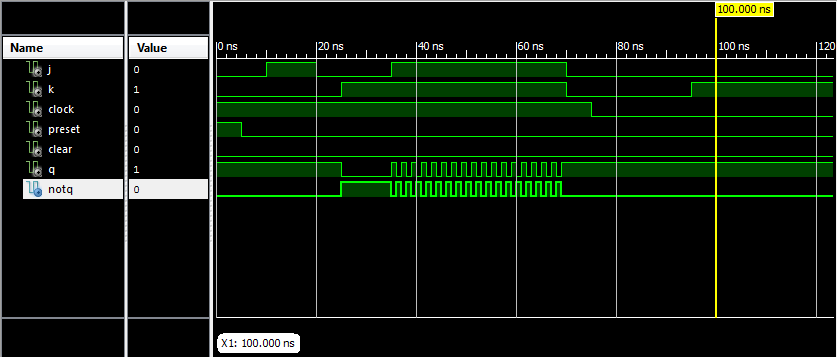 100.000 ns
Name Value
0 ns 20 ns 40 ns 60 ns 80 ns 100 ns 120
j 0
k 1
clock 0
preset 0
clear 0
q 1
notq 0
X1: 100.000 ns